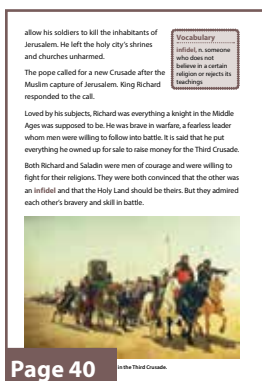 allow his soldiers to kill the inhabitants of
Jerusalem. He left the holy city's shrines
and churches unharmed.
The pope called for a new Crusade after the
Muslim capture of Jerusalem. King Richard
responded to the call.
Vocabulary
infidel, n. someone
who does not
believe in a certain
religion or rejects its
teachings
Loved by his subjects, Richard was everything a knight in the Middle
Ages was supposed to be. He was brave in warfare, a fearless leader
whom men were willing to follow into battle. It is said that he put
everything he owned up for sale to raise money for the Third Crusade.
Both Richard and Saladin were men of courage and were willing to
fight for their religions. They were both convinced that the other was
an infidel and that the Holy Land should be theirs. But they admired
each other's bravery and skill in battle.
in the Third Crusade.
Page 40